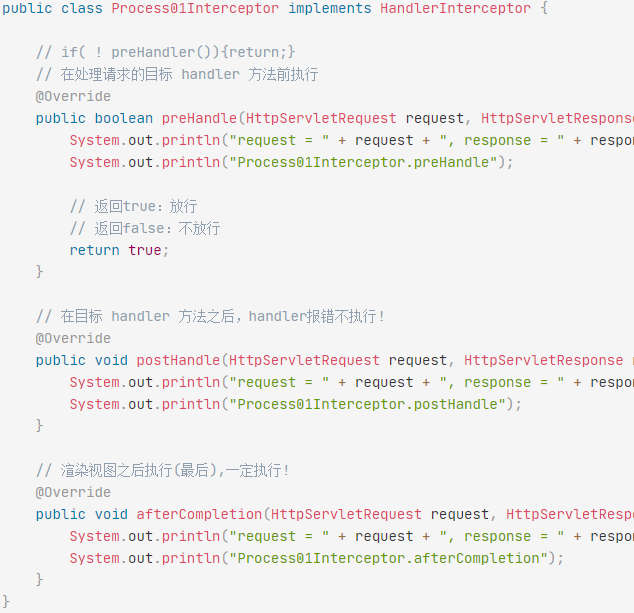 public class Process01Interceptor implements HandlerInterceptor {
// if( ! preHandler()){return;}
// 在处理请求的目标 handler 方法前执行
@Override
public boolean preHandle(HttpServletRequest request, HttpServletResponse
System.out.println("request = " + request + ", response = " + respon
System.out.println("Process01Interceptor.preHandle");
// 返回true：放行
// 返回false：不放行
return true;
}
// 在目标 handler 方法之后，handler报错不执行!
@Override
public void postHandle(HttpServletRequest request, HttpServletResponse
System.out.println("request = " + request + ", response = " + respon
System.out.println("Process01Interceptor.postHandle");
}
// 渲染视图之后执行(最后),一定执行!
@Override
public void afterCompletion(HttpServletRequest request, HttpServletRespo
System.out.println("request = " + request + ", response = " + respon
System.out.println("Process01Interceptor.afterCompletion");
}
}